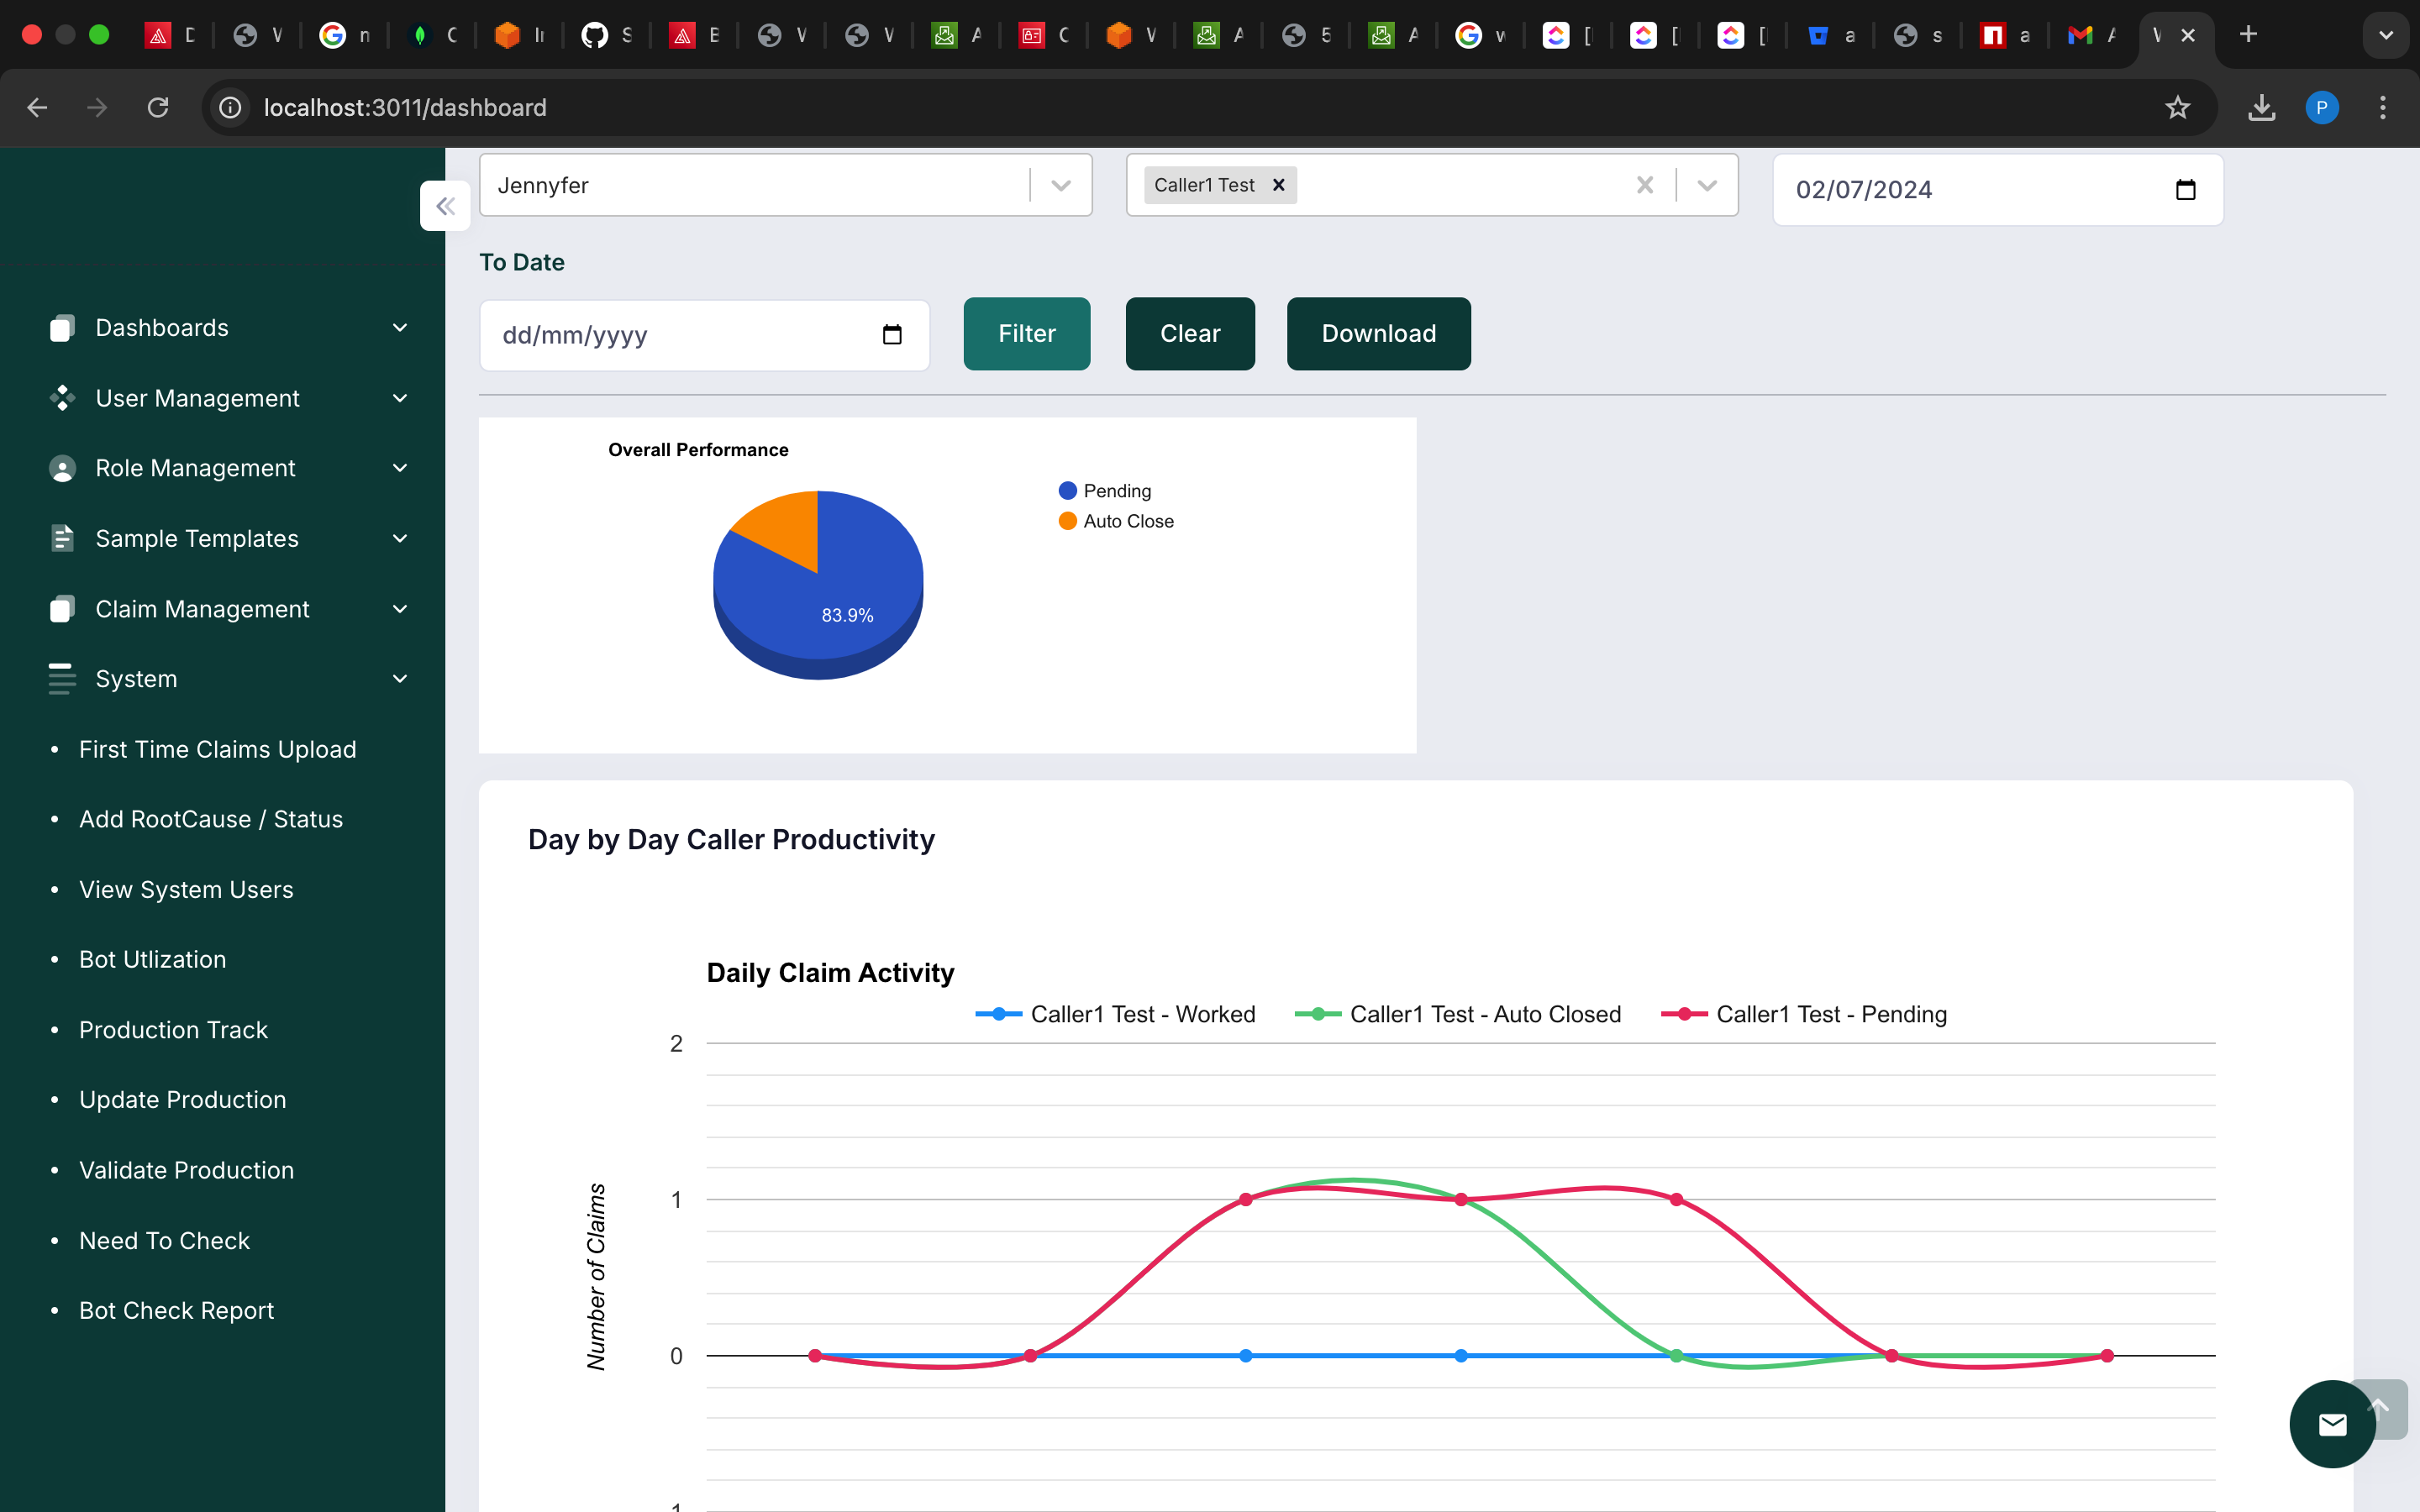 localhost:3011/dashboard
Jennyfer
Caller1 Test
02/07/2024
To Date
dd/mm/yyyy
Filter
Clear
Download
Dashboards
User Management
Role Management
Sample Templates
Claim Management
System
First Time Claims Upload
Add RootCause / Status
View System Users
Bot Utlization
Production Track
Update Production
Validate Production
Need To Check
Bot Check Report
Overall Performance
Pending
Auto Close
83.9%
Day by Day Caller Productivity
Daily Claim Activity
Caller1 Test - Worked
Caller1 Test - Auto Closed
Caller1 Test - Pending
2
1
0
Number of Claims